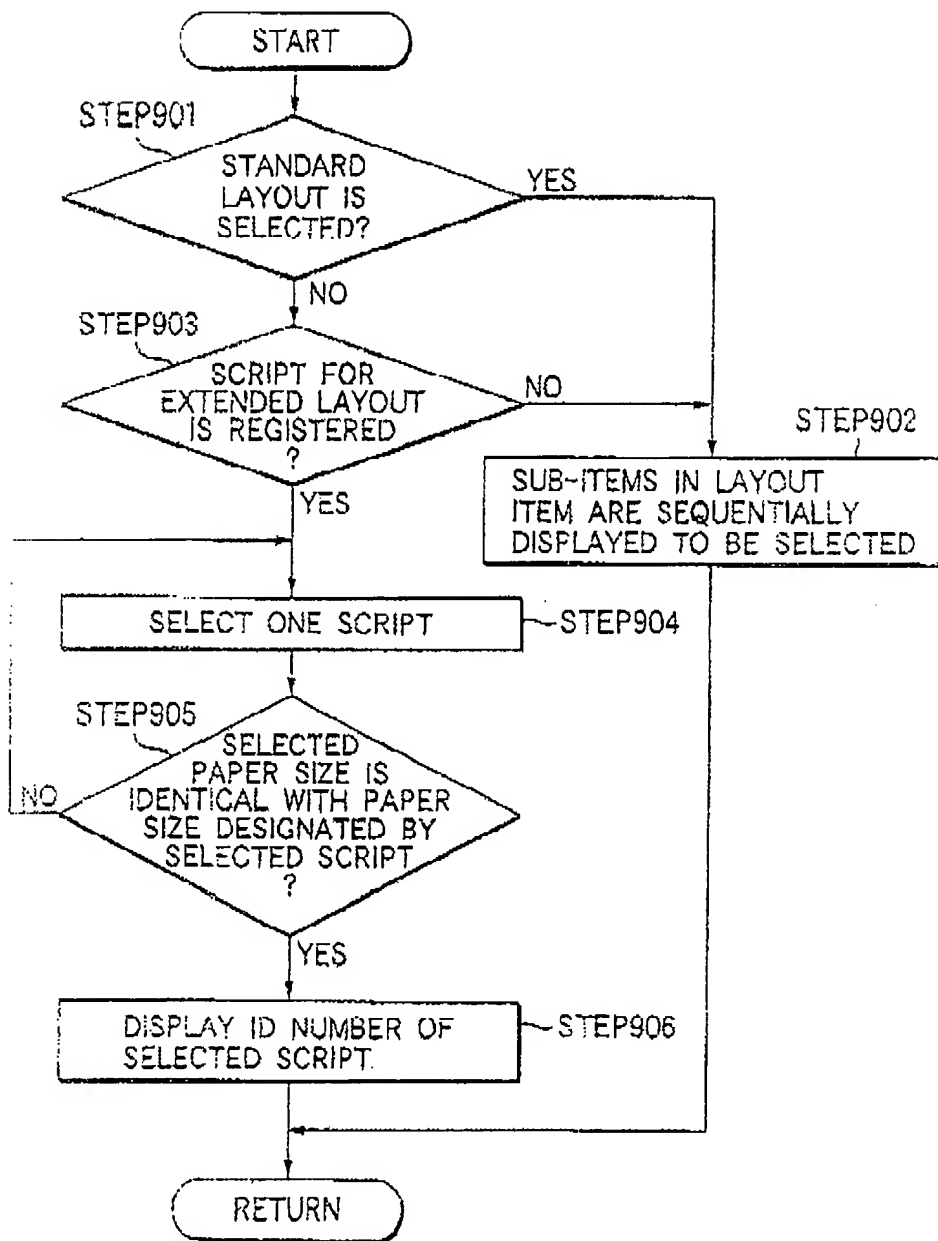 START
STEP901
STANDARD
LAYOUT IS
SELECTED?
YES
NO
STEP903
SCRIPT FOR
EXTENDED LAYOUT
IS REGISTERED
?
NO
YES
STEP902
SUB-ITEMS IN LAYOUT
ITEM ARE SEQUENTIALLY
DISPLAYED TO BE SELECTED
SELECT ONE SCRIPT
STEP904
STEP905
SELECTED
PAPER SIZE IS
IDENTICAL WITH PAPER
SIZE DESIGNATED BY
SELECTED SCRIPT
?
NO
YES
DISPLAY ID NUMBER OF
SELECTED SCRIPT.
STEP906
RETURN